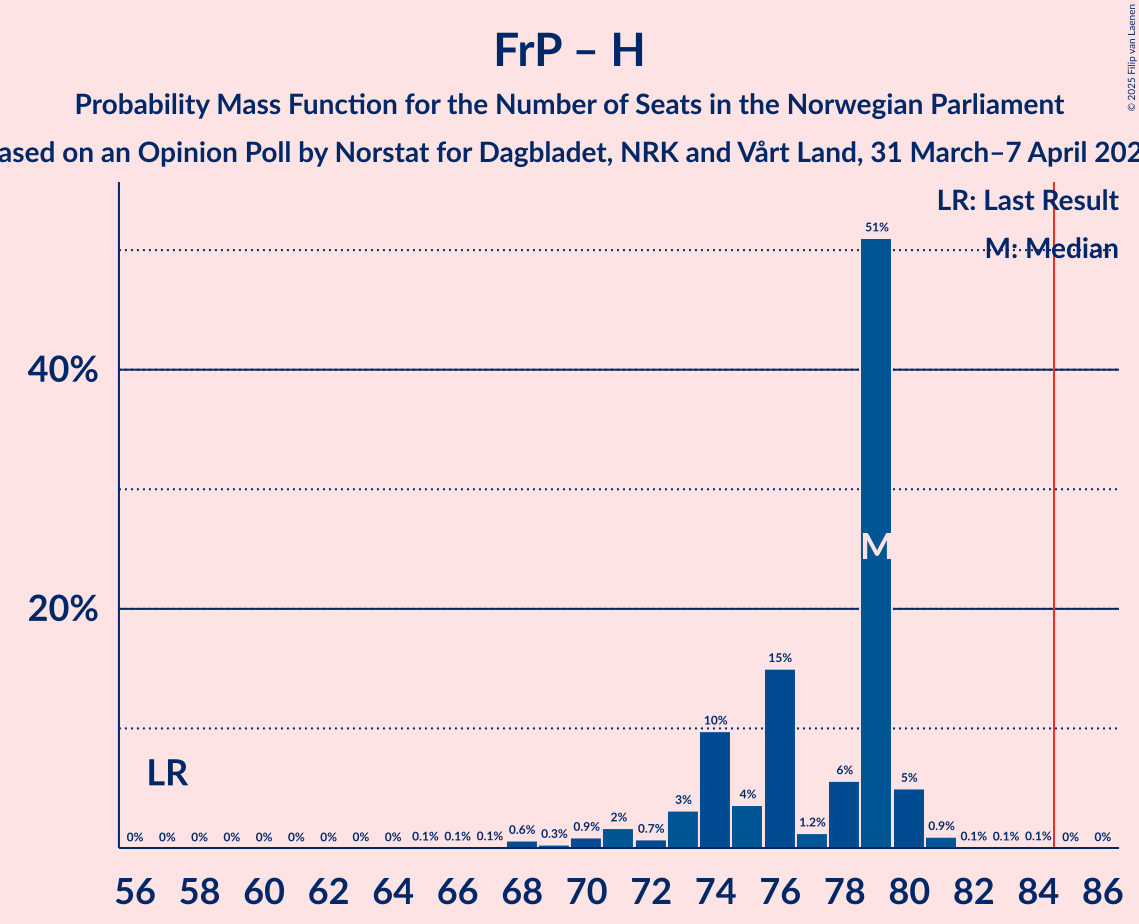 FrP – H
Probability Mass Function for the Number of Seats in the Norwegian Parliament
ased on an Opinion Poll by Norstat for Dagbladet, NRK and Vårt Land, 31 March–7 April 202
© 2025 Filip van Laenen
LR: Last Result
M: Median
51%
40%
M
20%
15%
10%
LR
6%
5%
4%
3%
2%
0% 0% 0% 0% 0% 0% 0% 0% 0% 0.1% 0.1% 0.1% 0.6% 0.3% 0.9% 0.7% 1.2% 0.9% 0.1% 0.1% 0.1% 0% 0%
56 58 60 62 64 66 68 70 72 74 76 78 80 82 84 86